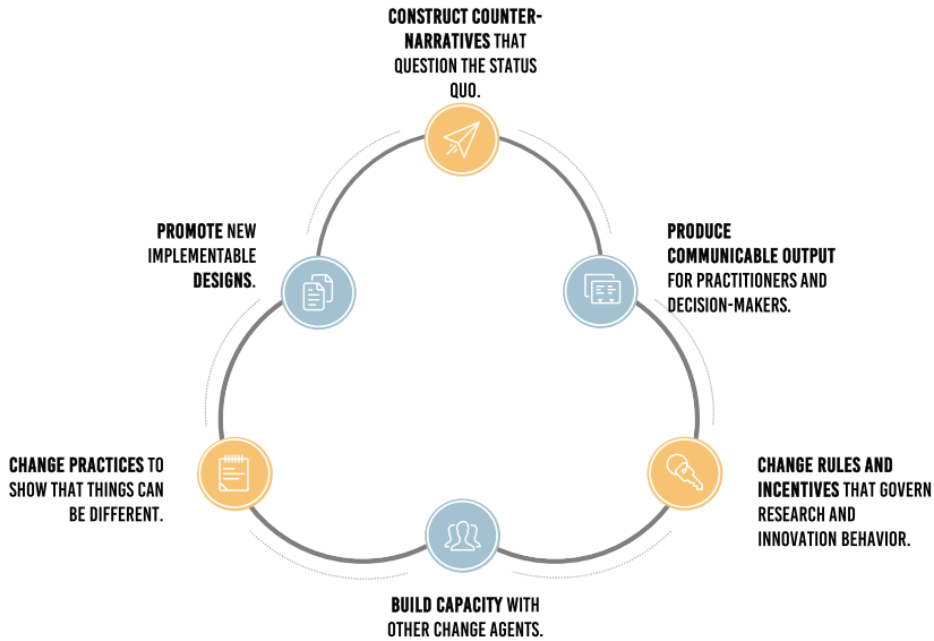 CONSTRUCT COUNTER-
NARRATIVES THAT
QUESTION THE STATUS
QUO.
PROMOTE NEW
IMPLEMENTABLE
DESIGNS.
PRODUCE
COMMUNICABLE OUTPUT
FOR PRACTITIONERS AND
DECISION-MAKERS.
CHANGE PRACTICES TO
SHOW THAT THINGS CAN
BE DIFFERENT.
CHANGE RULES AND
INCENTIVES THAT GOVERN
RESEARCH AND
INNOVATION BEHAVIOR.
BUILD CAPACITY WITH
OTHER CHANGE AGENTS.